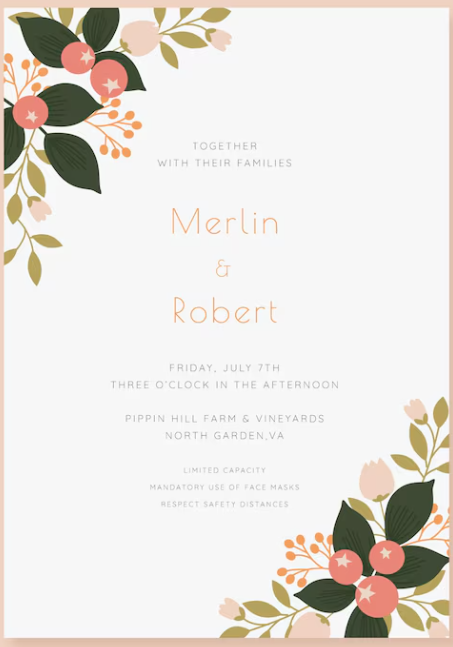 TOGETHER
WITH THEIR FAMILIES
Merlin
&
Robert
FRIDAY, JULY 7TH
THREE O'CLOCK IN THE AFTERNOON
PIPPIN HILL FARM & VINEYARDS
NORTH GARDEN,VA
LIMITED CAPACITY
MANDATORY USE OF FACE MASKS
RESPECT SAFETY DISTANCES